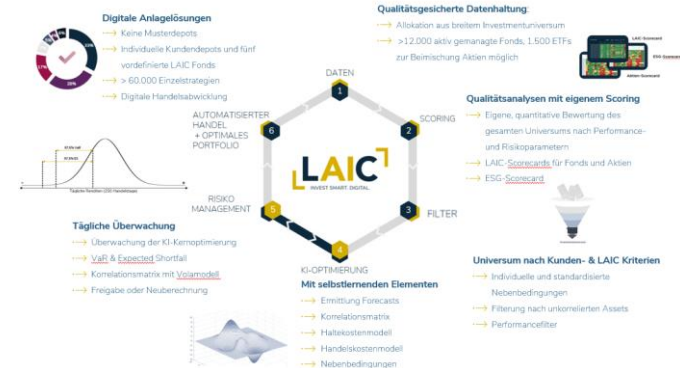 Digitale Anlagelösungen
Keine Musterdepots
Individuelle Kundendepots und fünf
vordefinierte LAIC Fonds
> 60.000 Einzelstrategien
Digitale Handelsabwicklung
Qualitätsgesicherte Datenhaltung:
Allokation aus breitem Investmentuniversum
>12.000 aktiv gemanagte Fonds, 1.500 ETFs
zur Beimischung Aktien möglich
LAIC-Scorecard
ESG-Scorecard
Aktien-Scorecard
DATEN
1
AUTOMATISIERTER
HANDEL
+ OPTIMALES
PORTFOLIO
6
2
SCORING
Qualitätsanalysen mit eigenem Scoring
Eigene, quantitative Bewertung des
gesamten Universums nach Performance-
und Risikoparametern
LAIC-Scorecards für Fonds und Aktien
ESG-Scorecard
LAIC
INVEST SMART. DIGITAL.
RISIKO
MANAGEMENT
5
3
FILTER
Tägliche Überwachung
Überwachung der KI-Kernoptimierung
VaR & Expected Shortfall
Korrelationsmatrix mit Volamodell
Freigabe oder Neuberechnung
4
KI-OPTIMIERUNG
Mit selbstlernenden Elementen
Ermittlung Forecasts
Korrelationsmatrix
Haltekostenmodell
Handelskostenmodell
Nebenbedingungen
Universum nach Kunden- & LAIC Kriterien
Individuelle und standardisierte
Nebenbedingungen
Filterung nach unkorrelierten Assets
Performancefilter